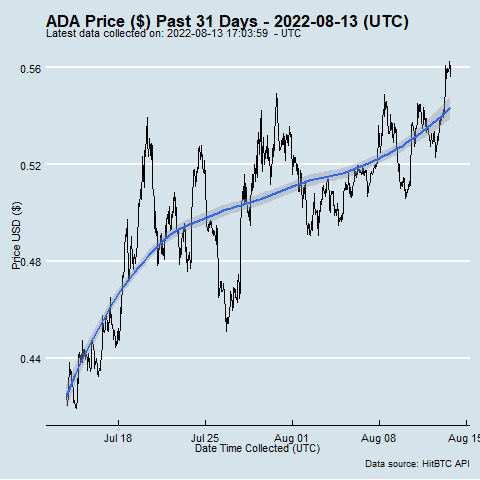 ADA Price ($) Past 31 Days - 2022-08-13 (UTC)
Latest data collected on: 2022-08-13 17:03:59 - UTC
Price USD ($)
0.56
0.52
0.48
0.44
Jul 18 Jul 25 Aug 01 Aug 08 Aug 15
Date Time Collected (UTC)
Data source: HitBTC API